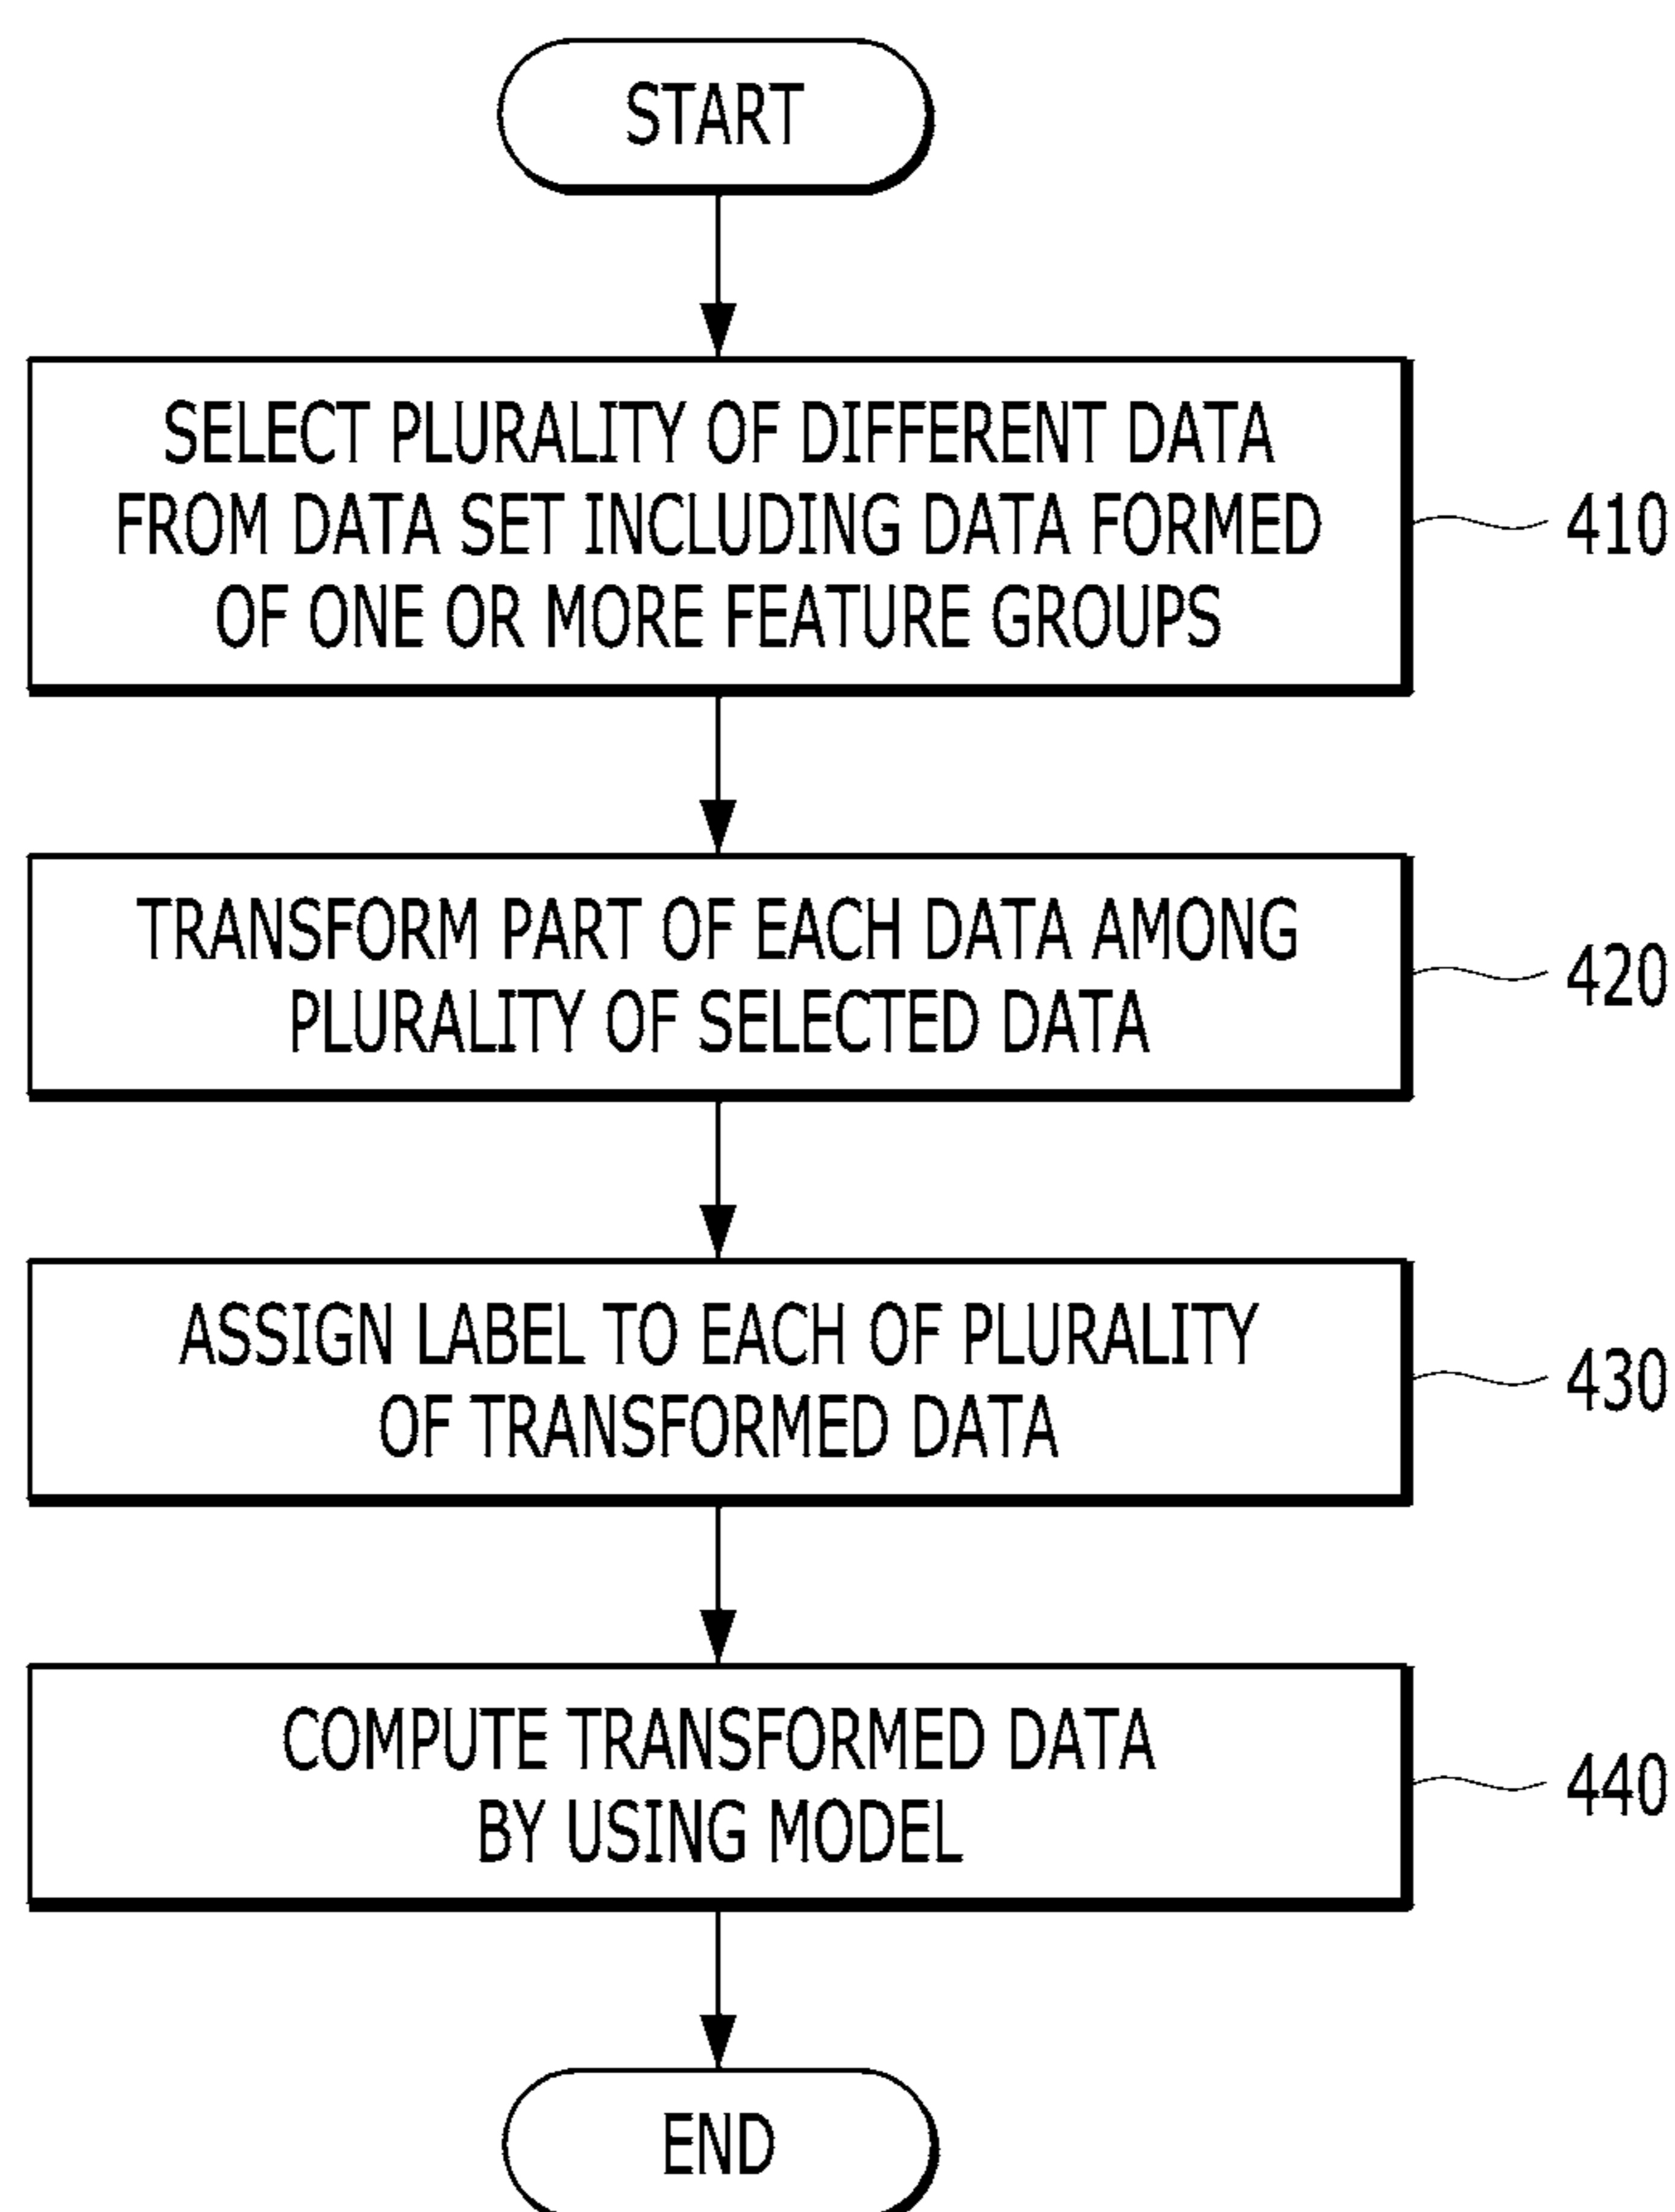 START
SELECT PLURALITY OF DIFFERENT DATA
FROM DATA SET INCLUDING DATA FORMED
OF ONE OR MORE FEATURE GROUPS
410
TRANSFORM PART OF EACH DATA AMONG
PLURALITY OF SELECTED DATA
420
ASSIGN LABEL TO EACH OF PLURALITY
OF TRANSFORMED DATA
430
COMPUTE TRANSFORMED DATA
BY USING MODEL
440
END